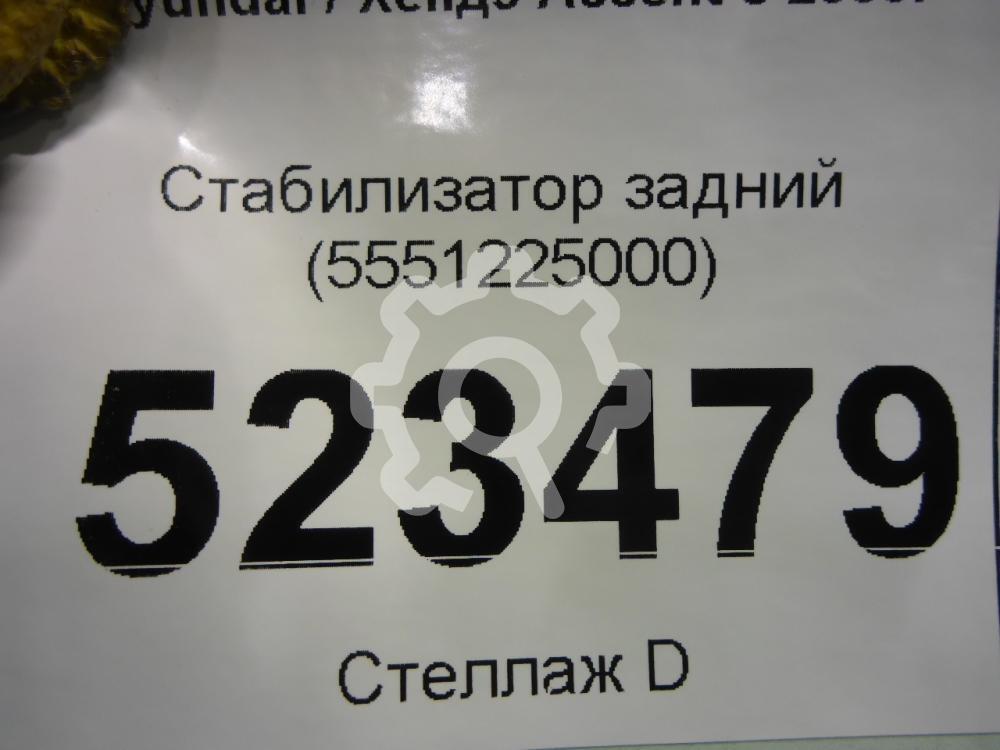 Стабилизатор задний
(5551225000)
523479
Стеллаж D